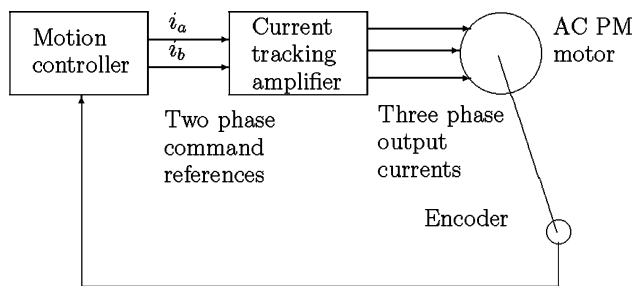 Motion
controller
i_a
i_b
Current
tracking
amplifier
AC PM
motor
Two phase
command
references
Three phase
output
currents
Encoder